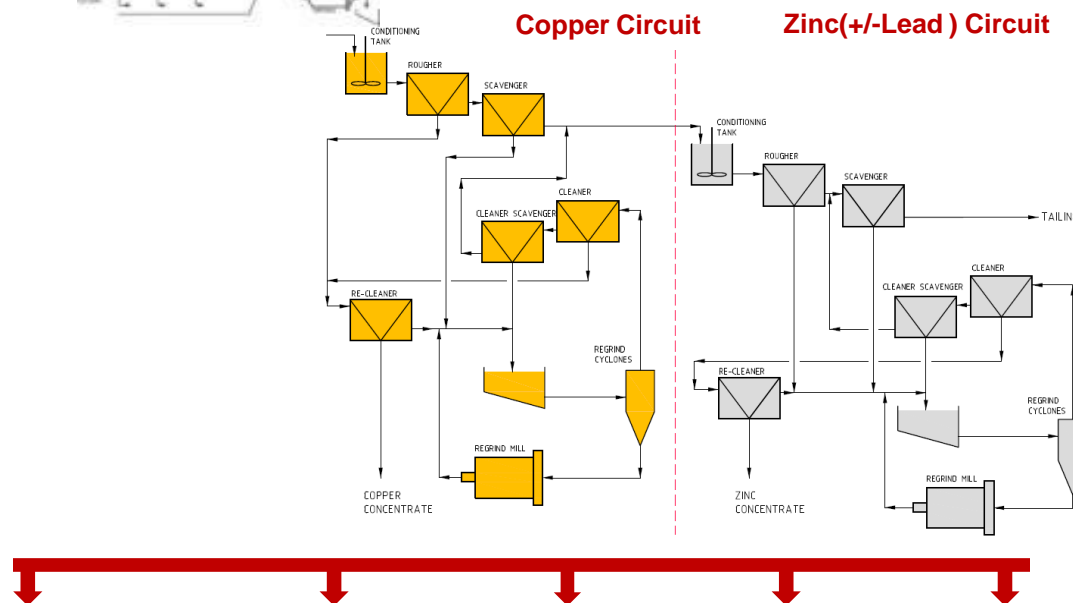 Copper Circuit
Zinc(+/-Lead ) Circuit
CONDITIONING
TANK
ROUGHER
SCAVENGER
CLEANER
CLEANER SCAVENGER
RE-CLEANER
REGRIND
CYCLONES
REGRIND MILL
COPPER
CONCENTRATE
CONDITIONING
TANK
ROUGHER
SCAVENGER
TAILIN
CLEANER
CLEANER SCAVENGER
RE-CLEANER
REGRIND
CYCLONES
REGRIND MILL
ZINC
CONCENTRATE